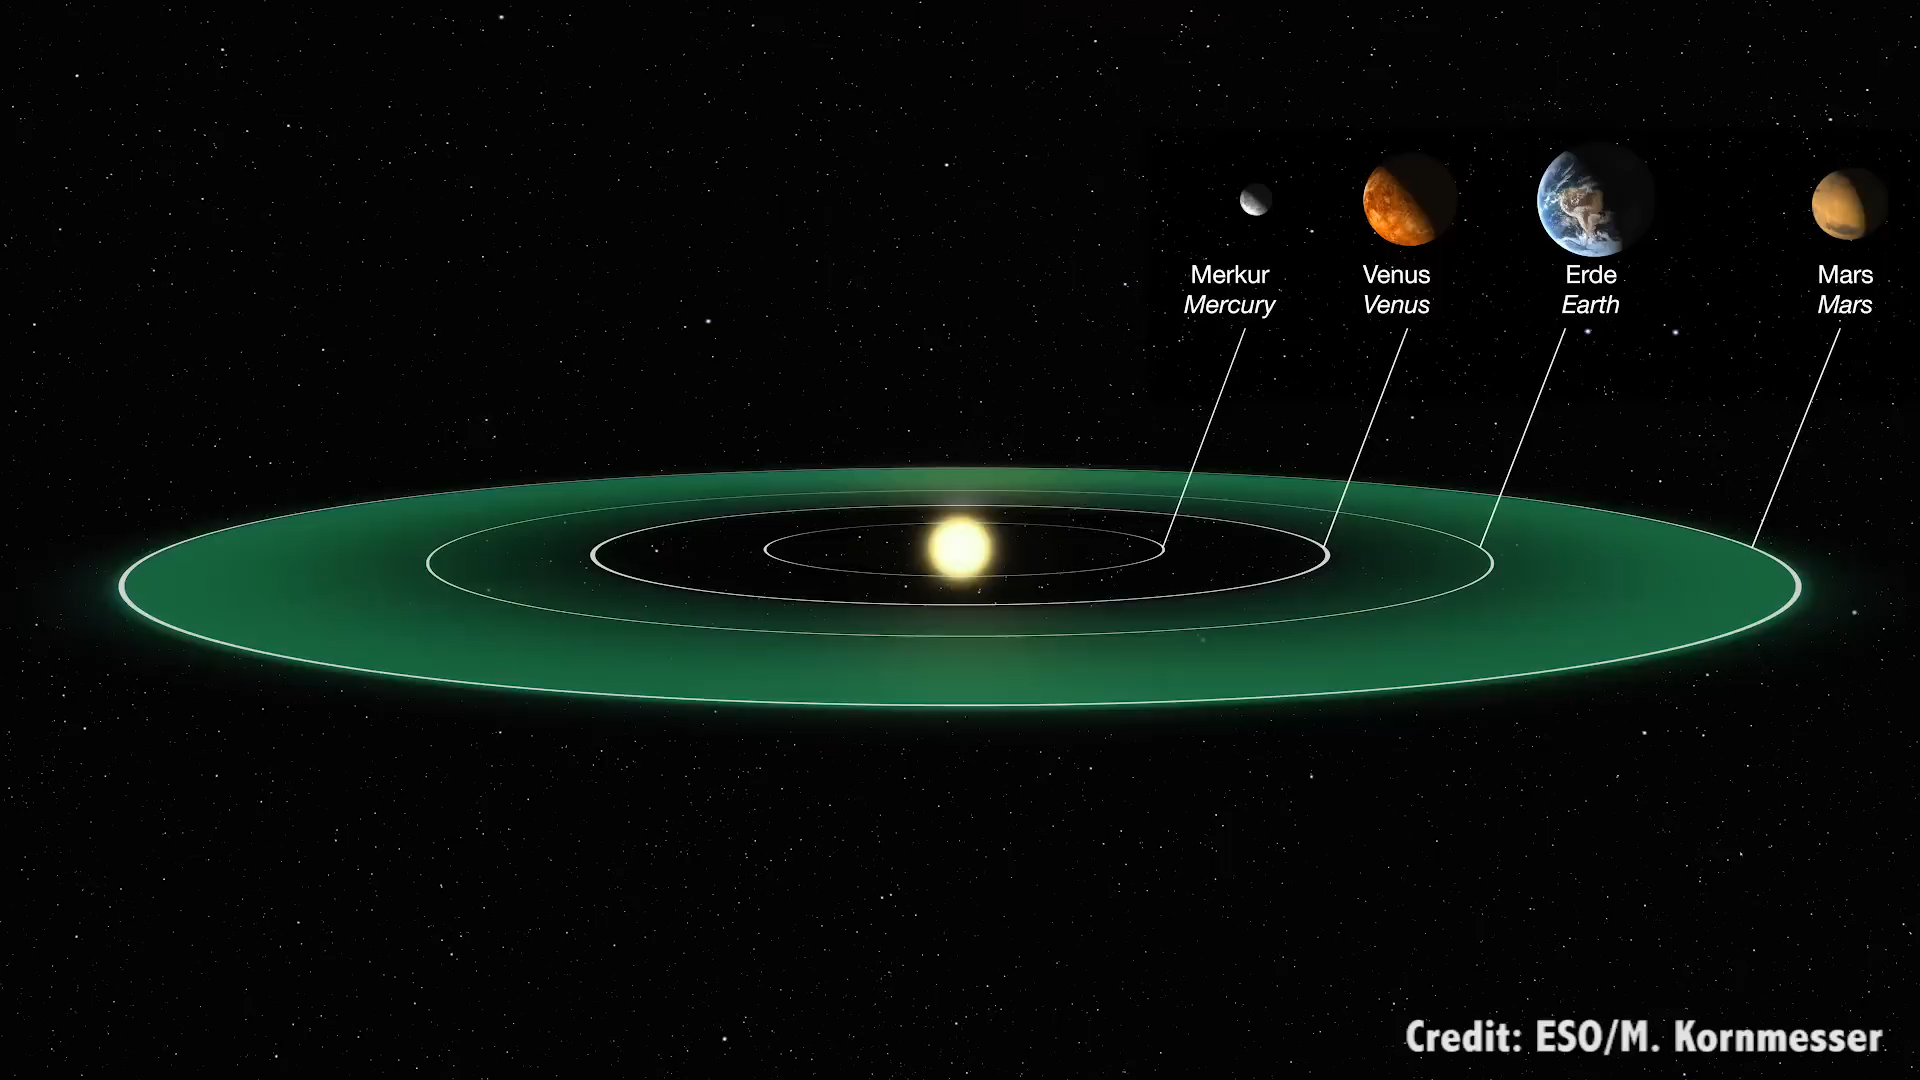 Merkur
Mercury
Venus
Venus
Erde
Earth
Mars
Mars
Credit: ESO/M. Kornmesser